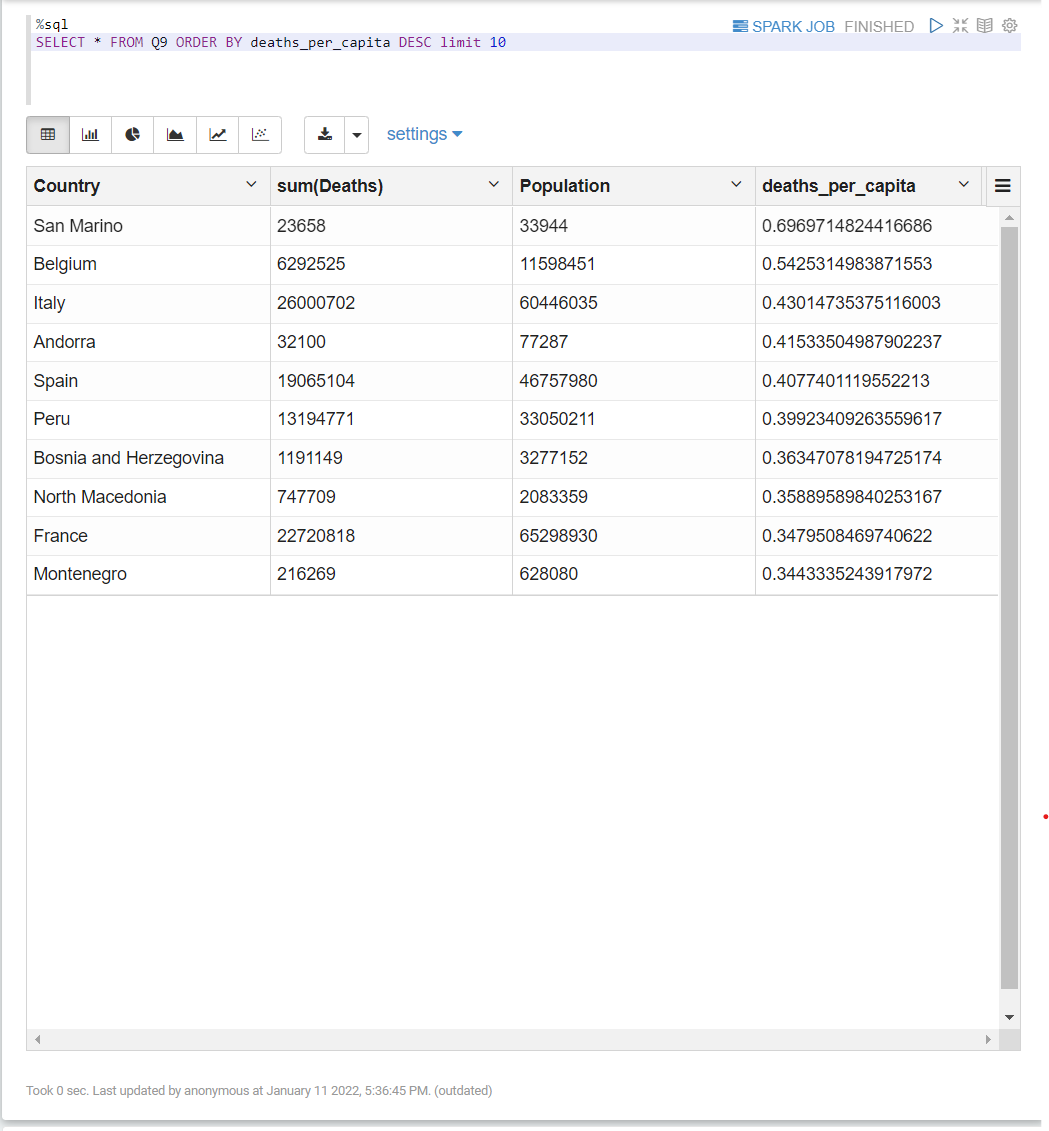 %sql
SPARK JOB FINISHED
SELECT * FROM Q9 ORDER BY deaths_per_capita DESC limit 10
settings
Country sum(Deaths) Population deaths_per_capita
San Marino 23658 33944 0.6969714824416686
Belgium 6292525 11598451 0.5425314983871553
Italy 26000702 60446035 0.43014735375116003
Andorra 32100 77287 0.41533504987902237
Spain 19065104 46757980 0.4077401119552213
Peru 13194771 33050211 0.39923409263559617
Bosnia and Herzegovina 1191149 3277152 0.36347078194725174
North Macedonia 747709 2083359 0.35889589840253167
France 22720818 65298930 0.3479508469740622
Montenegro 216269 628080 0.3443335243917972
Took 0 sec. Last updated by anonymous at January 11 2022, 5:36:45 PM. (outdated)